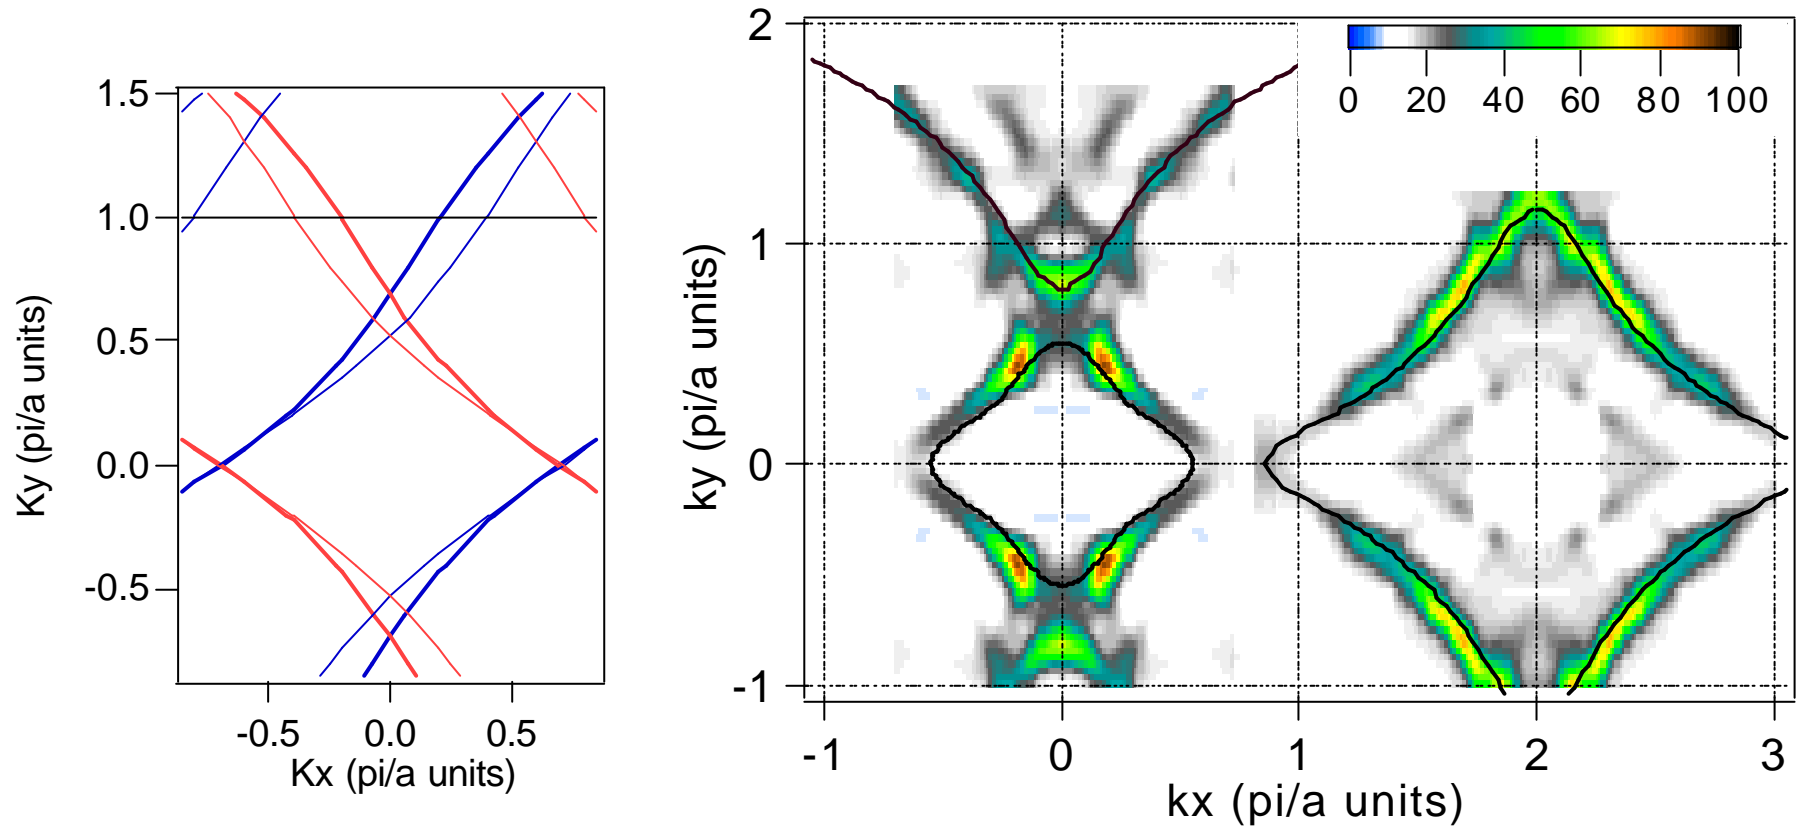 1.5
1.0
0.5
0.0
-0.5
Ky (pi/a units)
-0.5 0.0 0.5
Kx (pi/a units)
2
1
0
-1
ky (pi/a units)
0 20 40 60 80 100
-1 0 1 2 3
kx (pi/a units)